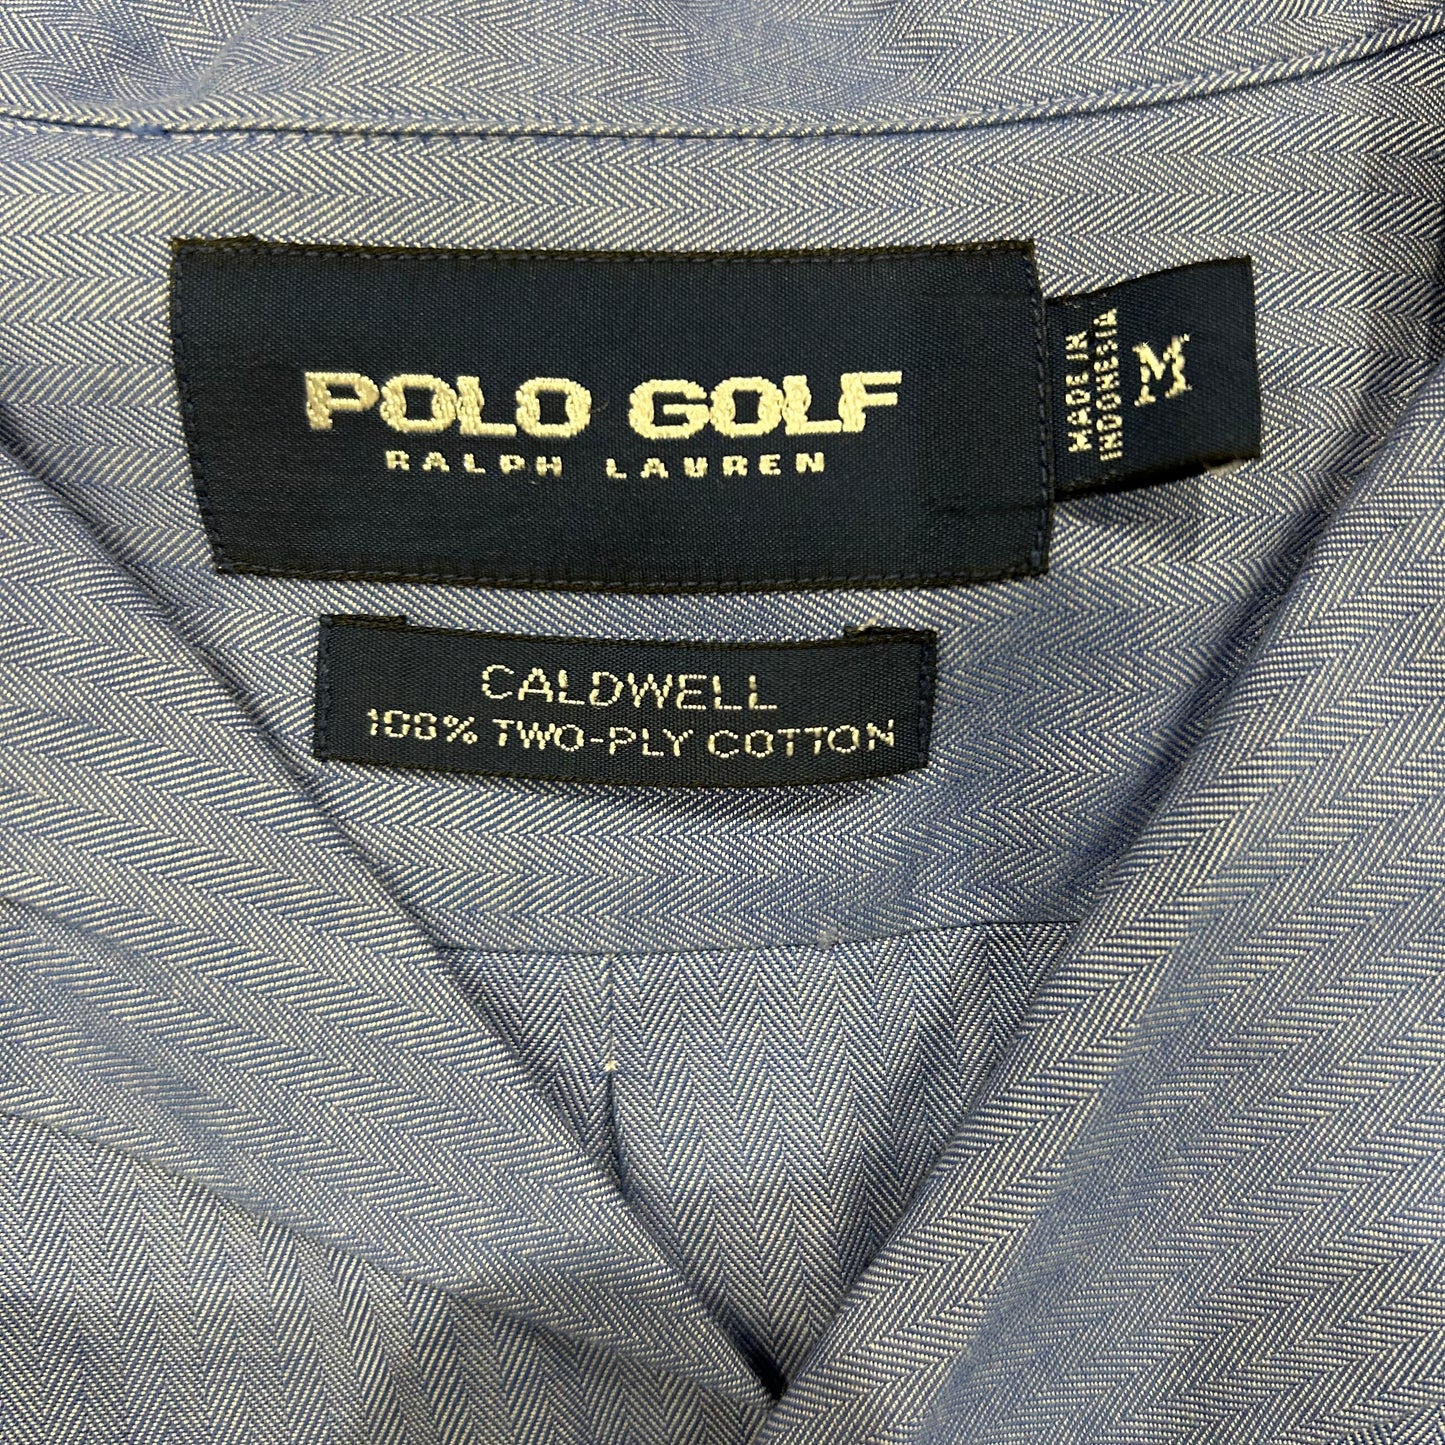 POLO GOLF
RALPH LAUREN
MADE IN
INDONESIA
M
CALDWELL
100% TWO-PLY COTTON